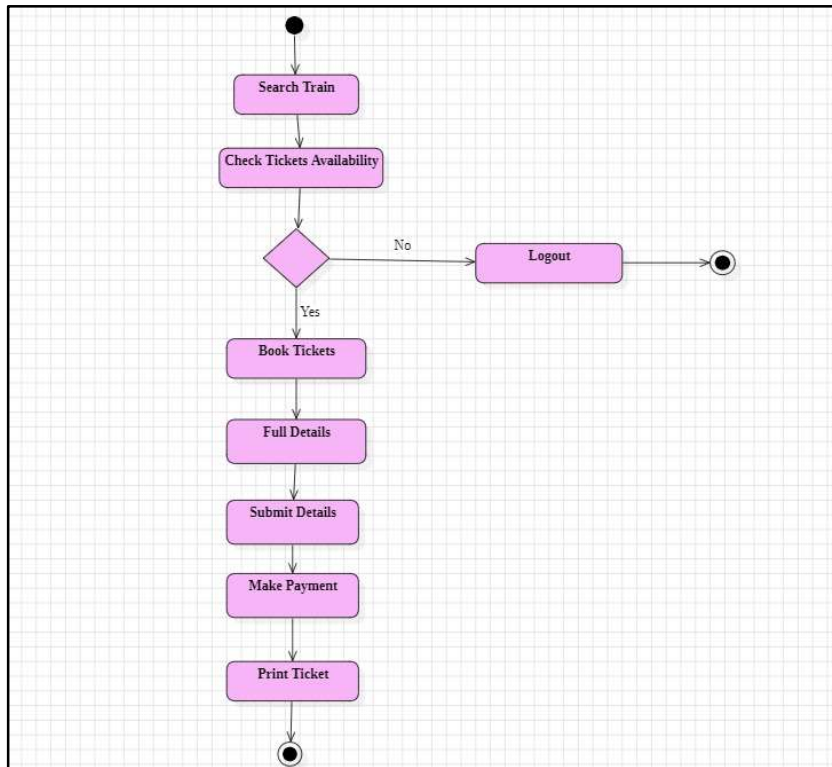 Search Train
Check Tickets Availability
No
Logout
Yes
Book Tickets
Full Details
Submit Details
Make Payment
Print Ticket